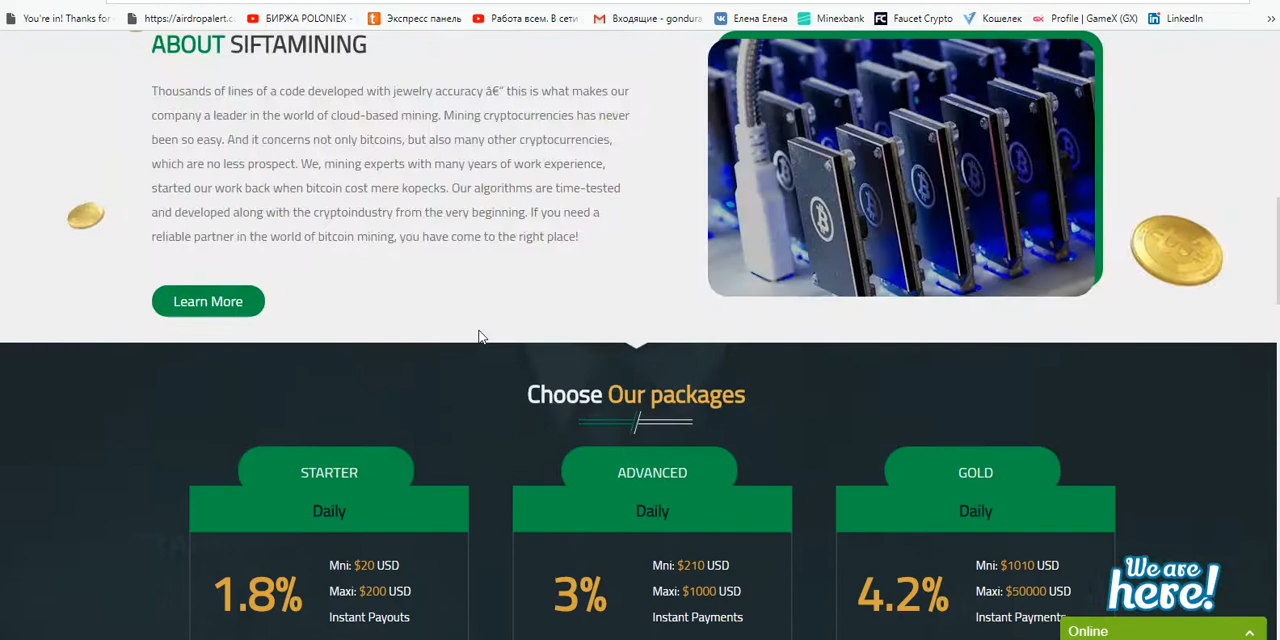 You're in! Thanks for
https://airdropalert.c
БИРЖА POLONIEX -
Экспресс панель
Работа всем. В сети
Входящие - gondura
Елена Елена
Minexbank
Faucet Crypto
Кошелек
Profile | GameX (GX)
LinkedIn
»
ABOUT SIFTAMINING
Thousands of lines of a code developed with jewelry accuracy â€“ this is what makes our
company a leader in the world of cloud-based mining. Mining cryptocurrencies has never
been so easy. And it concerns not only bitcoins, but also many other cryptocurrencies,
which are no less prospect. We, mining experts with many years of work experience,
started our work back when bitcoin cost mere kopecks. Our algorithms are time-tested
and developed along with the cryptoindustry from the very beginning. If you need a
reliable partner in the world of bitcoin mining, you have come to the right place!
Learn More
Choose Our packages
STARTER
Daily
1.8%
Mni: $20 USD
Maxi: $200 USD
Instant Payouts
ADVANCED
Daily
3%
Mni: $210 USD
Maxi: $1000 USD
Instant Payments
GOLD
Daily
4.2%
Mni: $1010 USD
Maxi: $50000 USD
Instant Payments
We are
here!
Online